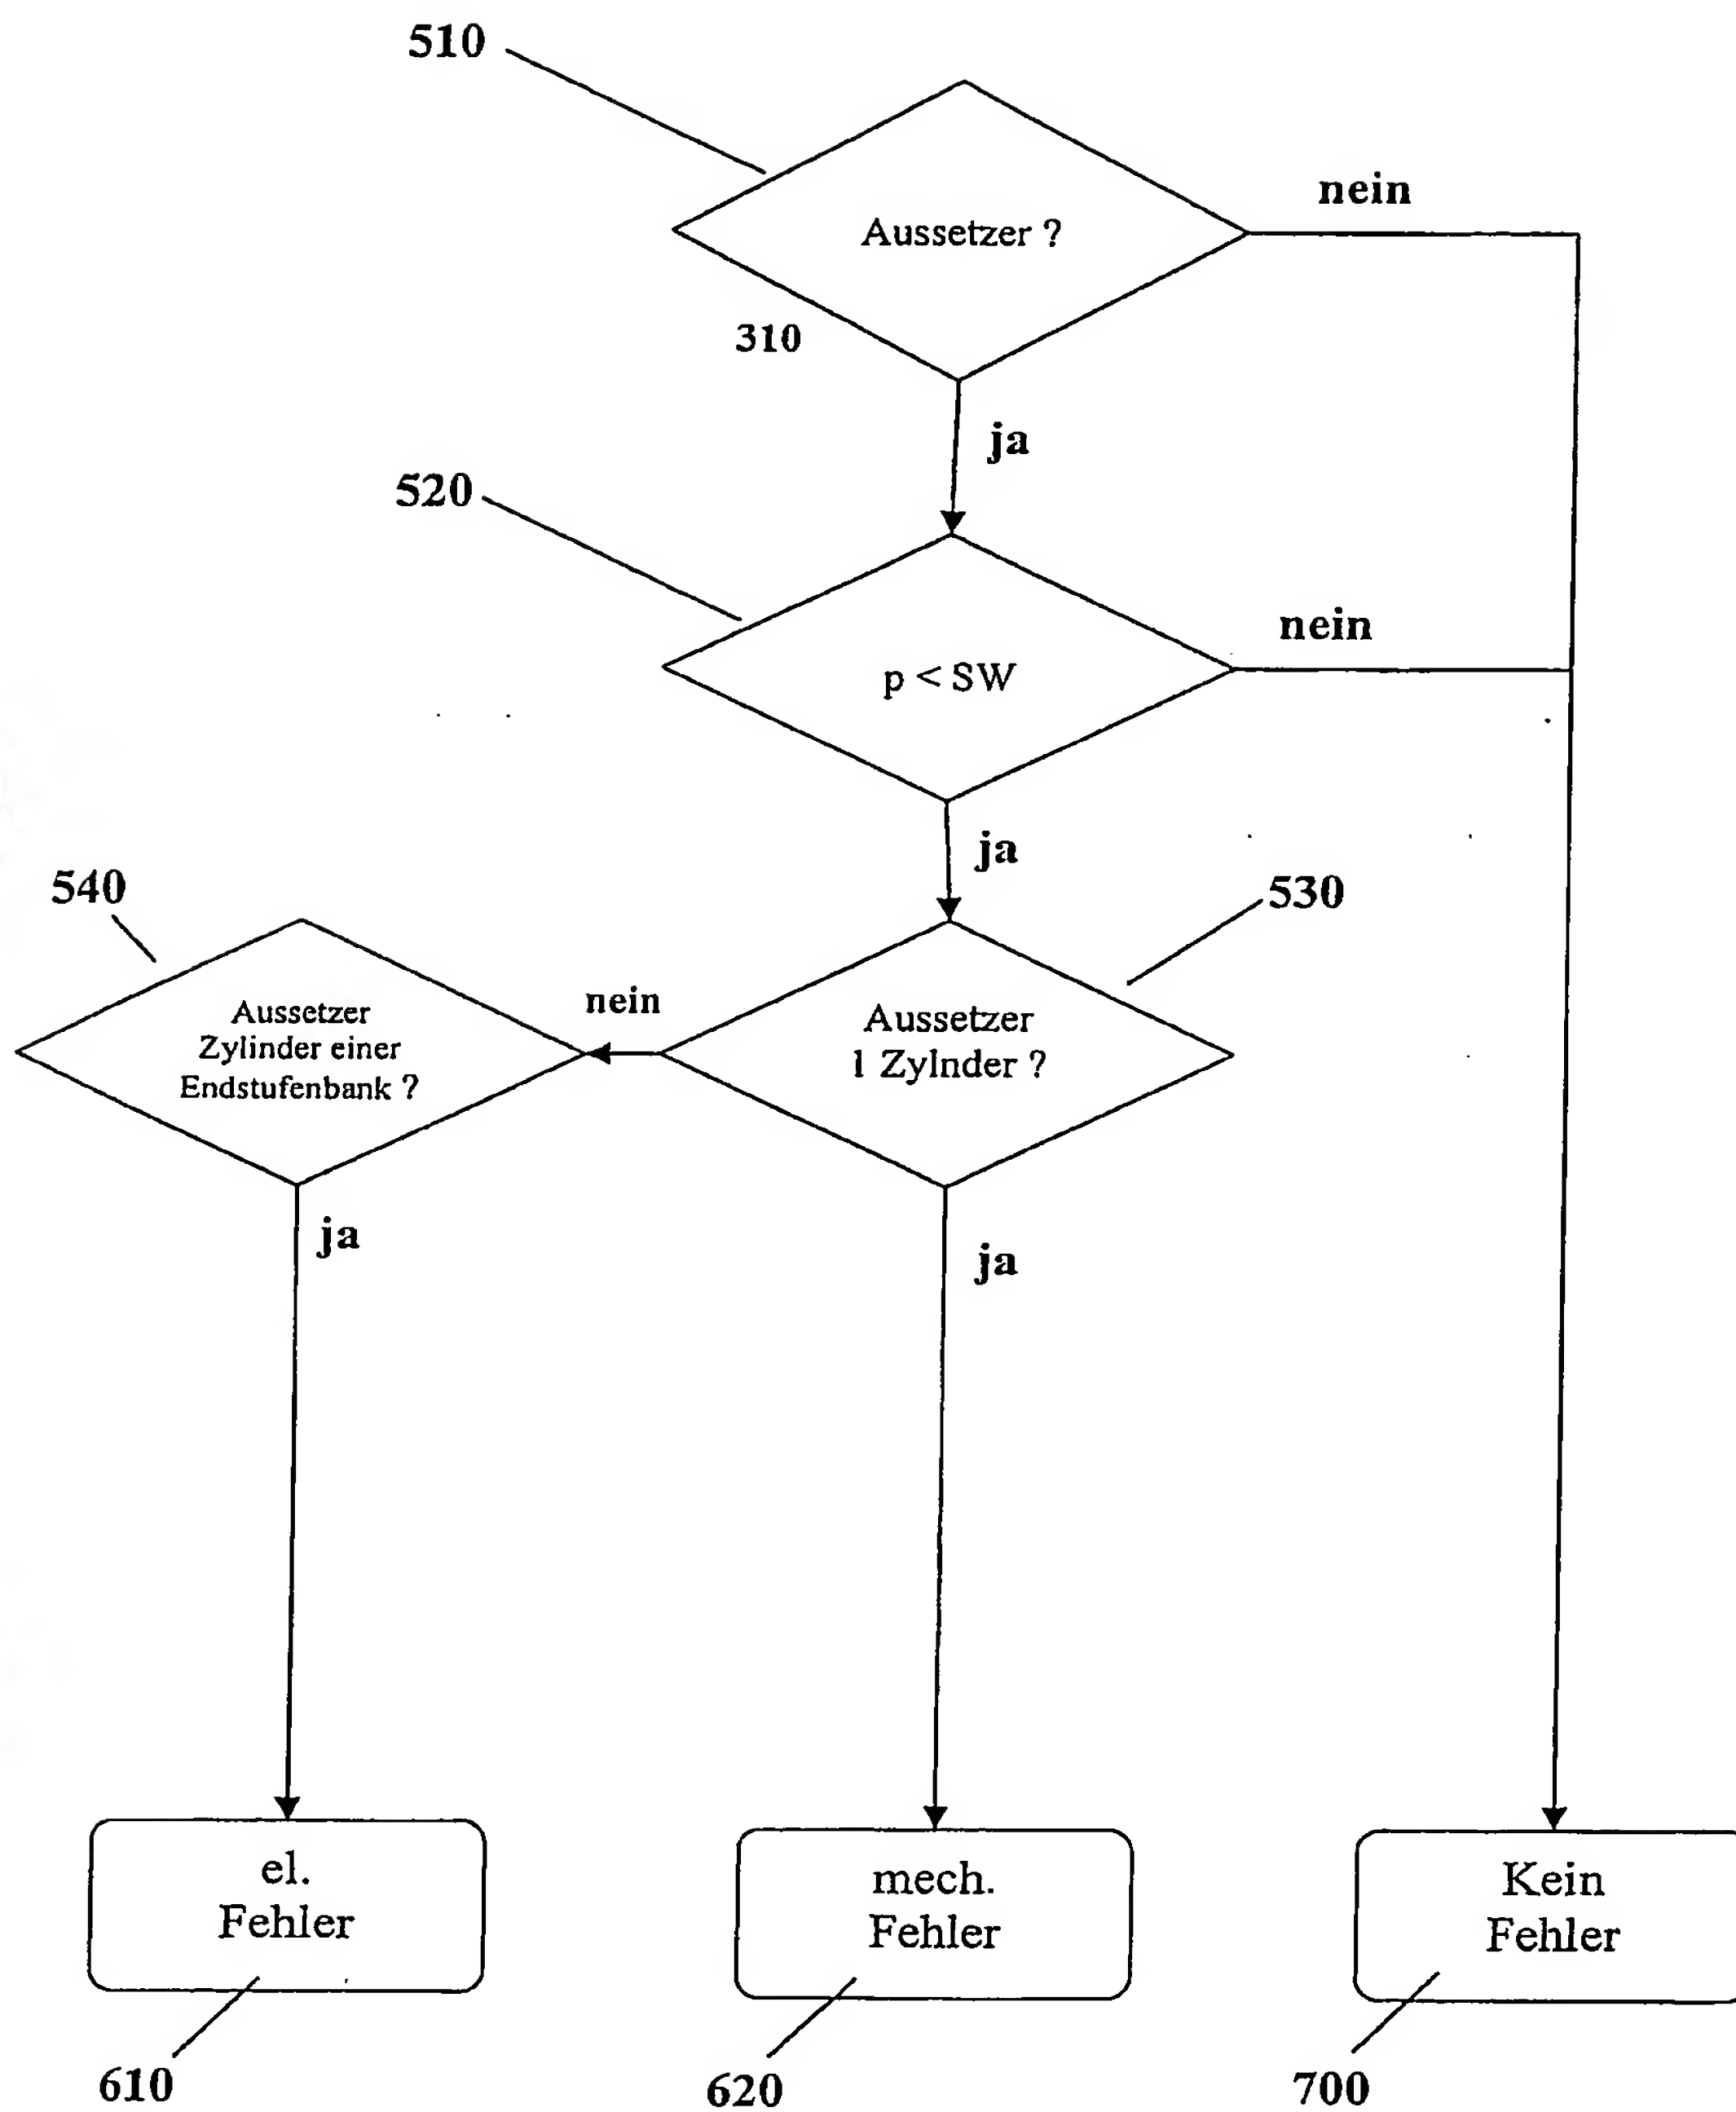 510
nein
Aussetzer ?
310
ja
520
nein
p < SW
ja
540
530
nein
Aussetzer
Zylinder einer
Endstufenbank ?
Aussetzer
1 Zylnder ?
ja
ja
el.
Fehler
mech.
Fehler
Kein
Fehler
610
620
700